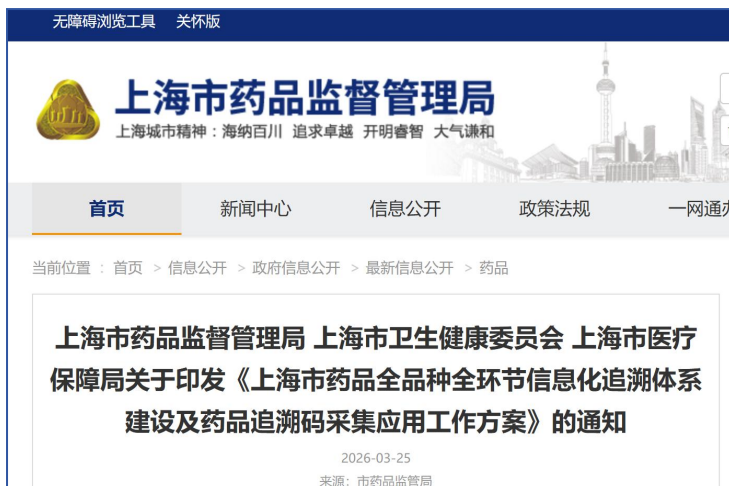 无障碍浏览工具 关怀版
上海市药品监督管理局
上海城市精神：海纳百川 追求卓越 开明睿智 大气谦和
首页 新闻中心 信息公开 政策法规 一网通办
当前位置 ： 首页 > 信息公开 > 政府信息公开 > 最新信息公开 > 药品
上海市药品监督管理局 上海市卫生健康委员会 上海市医疗
保障局关于印发《上海市药品全品种全环节信息化追溯体系
建设及药品追溯码采集应用工作方案》的通知
2026-03-25
来源：市药品监管局